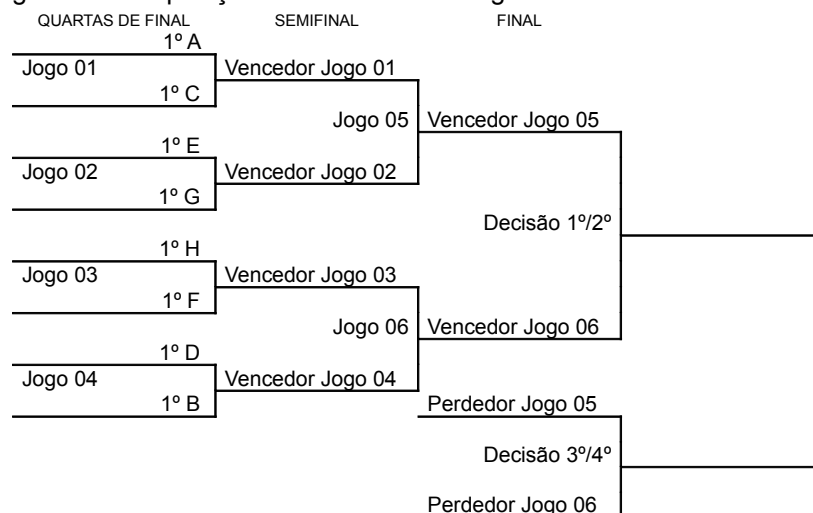 QUARTAS DE FINAL SEMIFINAL FINAL
1º A
Jogo 01 Vencedor Jogo 01
1º C
Jogo 05 Vencedor Jogo 05
1º E
Jogo 02 Vencedor Jogo 02
1º G
Decisão 1º/2º
1º H
Jogo 03 Vencedor Jogo 03
1º F
Jogo 06 Vencedor Jogo 06
1º D
Jogo 04 Vencedor Jogo 04
1º B
Perdedor Jogo 05
Decisão 3º/4º
Perdedor Jogo 06